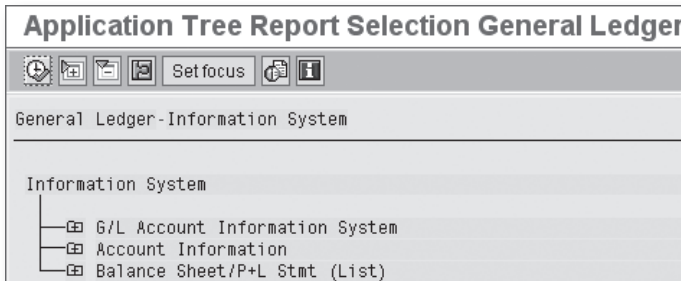 Application Tree Report Selection General Ledger
Set focus
General Ledger-Information System
Information System
G/L Account Information System
Account Information
Balance Sheet/P+L Stmt (List)